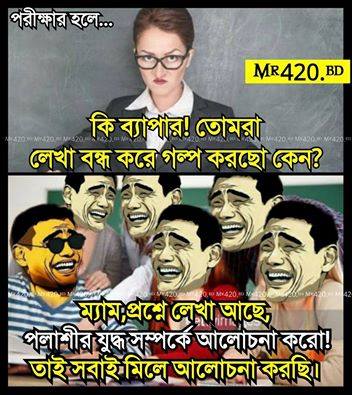 পরীক্ষার হলে...
MR420.BD
কি ব্যাপার! তোমরা
লেখা বন্ধ করে গল্প করছো কেন?
ম্যাম,প্রশ্নে লেখা আছে,
পলাশীর যুদ্ধ সম্পর্কে আলোচনা করো!
তাই সবাই মিলে আলোচনা করছি।